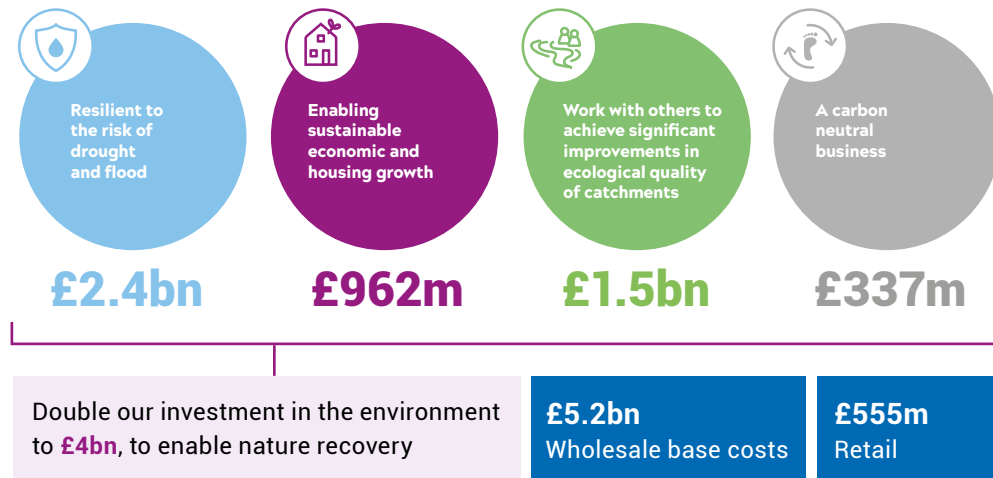 Resilient to
the risk of
drought
and flood
£2.4bn
Enabling
sustainable
economic and
housing growth
£962m
Work with others to
achieve significant
improvements in
ecological quality
of catchments
£1.5bn
A carbon
neutral
business
£337m
Double our investment in the environment
to £4bn, to enable nature recovery
£5.2bn
Wholesale base costs
£555m
Retail